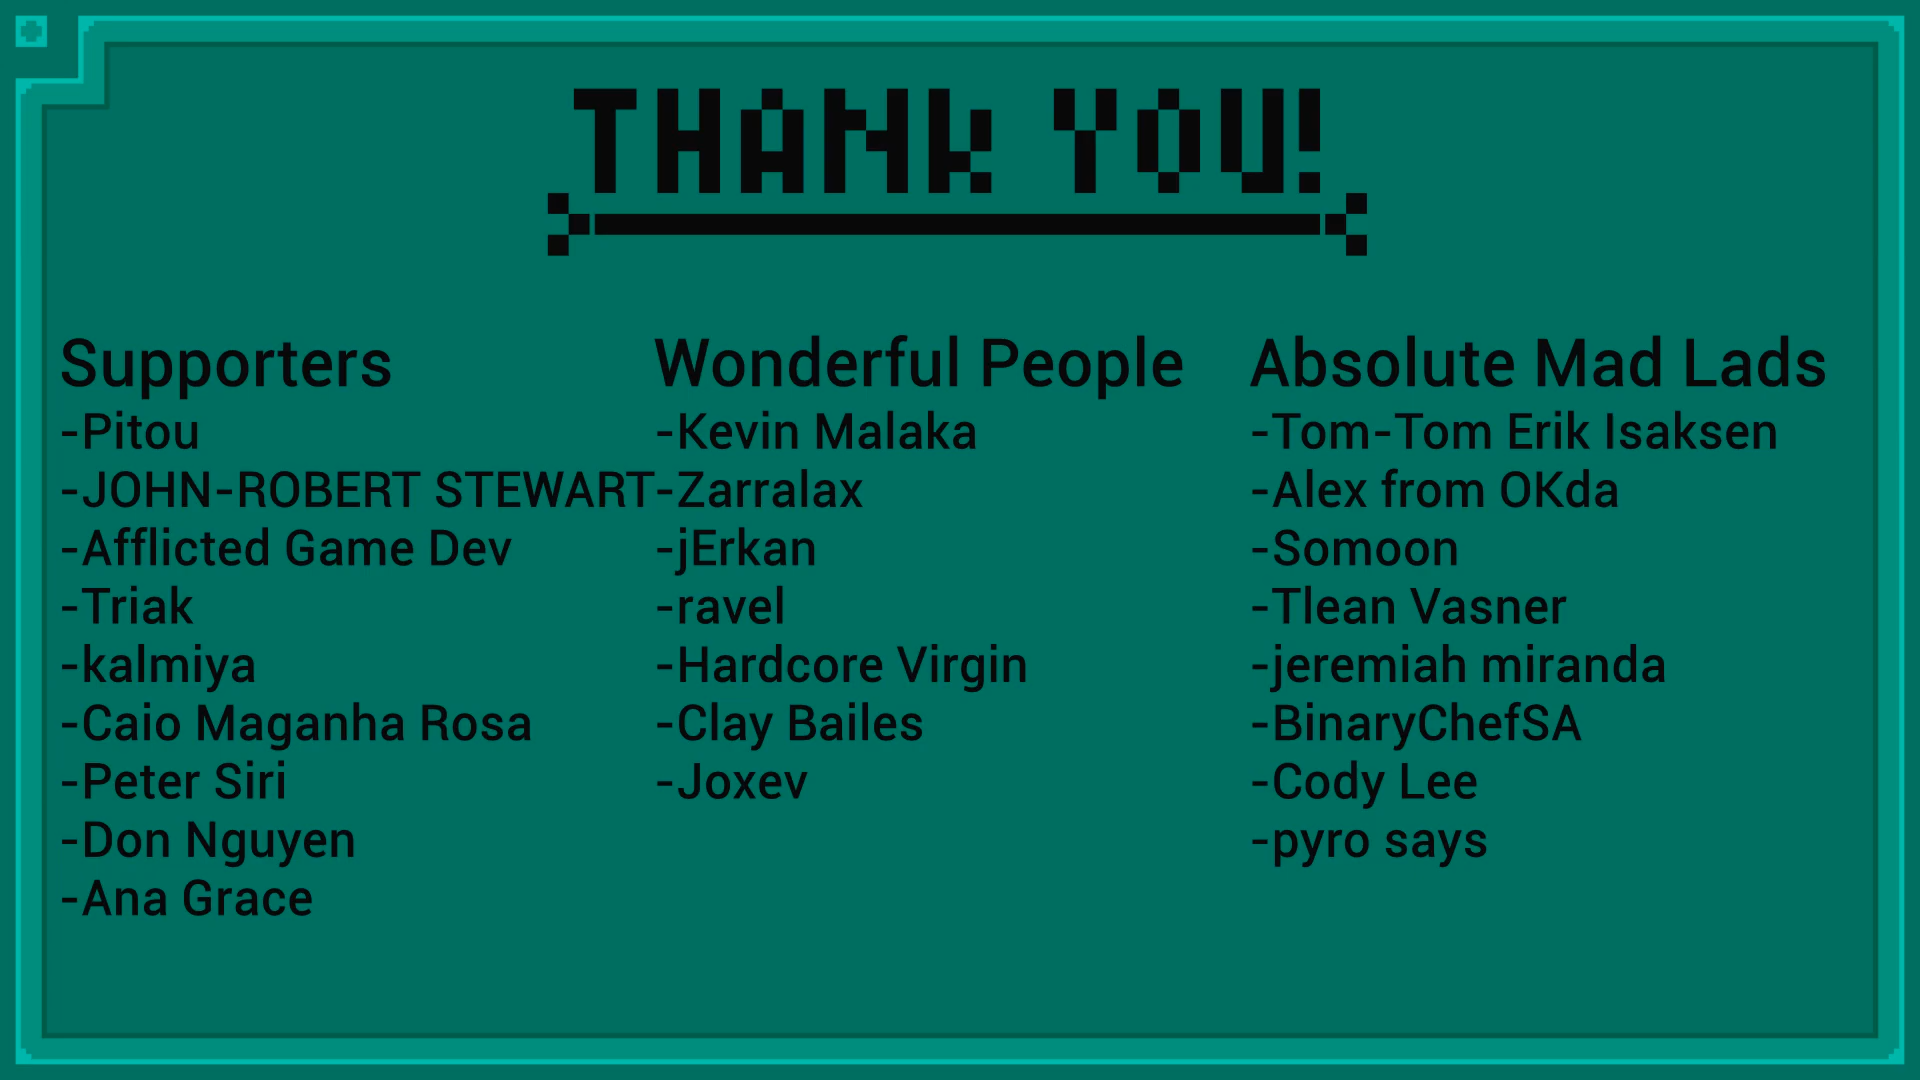 THANK YOU!
Supporters
-Pitou
-JOHN-ROBERT STEWART
-Afflicted Game Dev
-Triak
-kalmiya
-Caio Maganha Rosa
-Peter Siri
-Don Nguyen
-Ana Grace
Wonderful People
-Kevin Malaka
-Zarralax
-jErkan
-ravel
-Hardcore Virgin
-Clay Bailes
-Joxev
Absolute Mad Lads
-Tom-Tom Erik Isaksen
-Alex from OKda
-Somoon
-Tlean Vasner
-jeremiah miranda
-BinaryChefSA
-Cody Lee
-pyro says